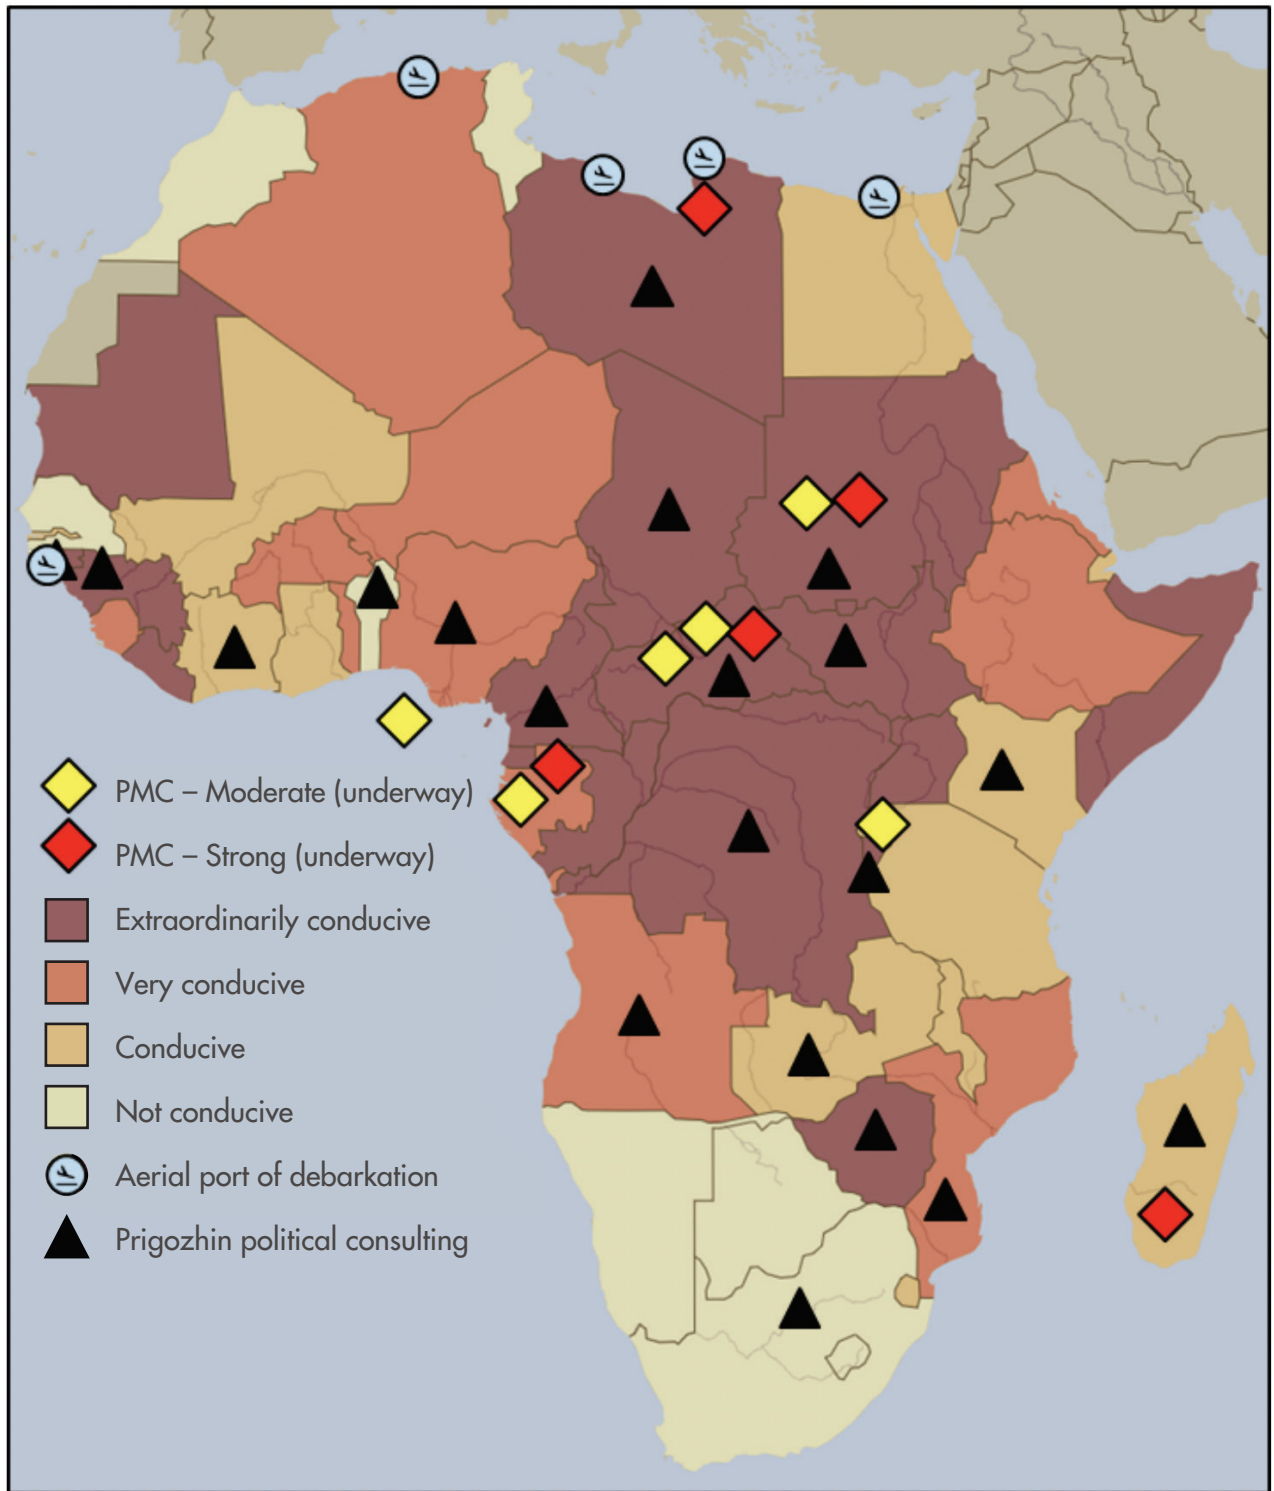 PMC – Moderate (underway)
PMC – Strong (underway)
Extraordinarily conducive
Very conducive
Conducive
Not conducive
Aerial port of debarkation
Prigozhin political consulting